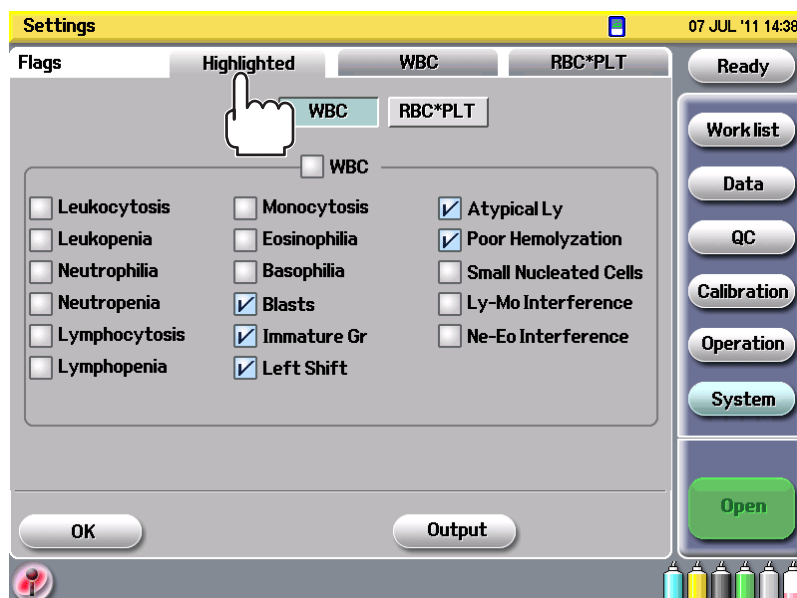 Settings
07 JUL '11 14:38
Flags
Highlighted
WBC
RBC*PLT
Ready
WBC
RBC*PLT
Work list
WBC
Data
Leukocytosis
Monocytosis
Atypical Ly
Leukopenia
Eosinophilia
Poor Hemolyzation
QC
Neutrophilia
Basophilia
Small Nucleated Cells
Neutropenia
Blasts
Ly-Mo Interference
Calibration
Lymphocytosis
Immature Gr
Ne-Eo Interference
Operation
Lymphopenia
Left Shift
System
OK
Output
Open